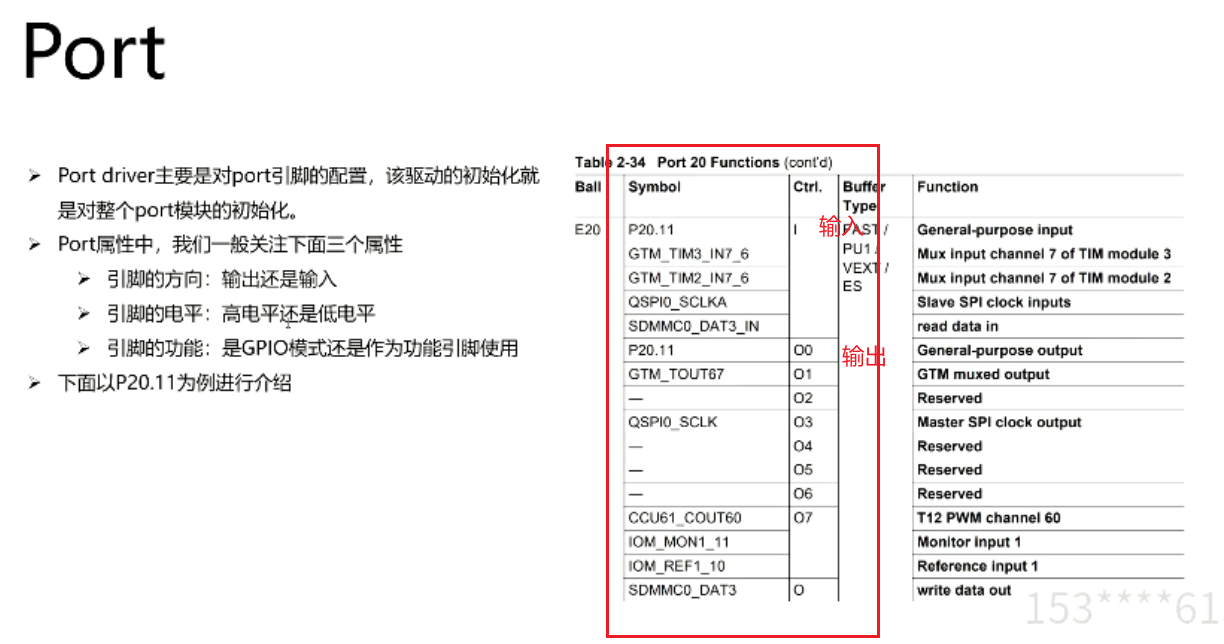 Port
Port driver主要是对port引脚的配置，该驱动的初始化就
是对整个port模块的初始化。
Port属性中，我们一般关注下面三个属性
引脚的方向：输出还是输入
引脚的电平：高电平还是低电平
引脚的功能：是GPIO模式还是作为功能引脚使用
下面以P20.11为例进行介绍
Table 2-34 Port 20 Functions (cont'd)
Ball Symbol Ctrl. Buffer Type Function
E20 P20.11 I 输入 FAST / General-purpose input
GTM_TIM3_IN7_6 PU1 / Mux input channel 7 of TIM module 3
GTM_TIM2_IN7_6 VEXT / Mux input channel 7 of TIM module 2
ES
QSPI0_SCLKA Slave SPI clock inputs
SDMMC0_DAT3_IN read data in
P20.11 O0 输出 General-purpose output
GTM_TOUT67 O1 GTM muxed output
— O2 Reserved
QSPI0_SCLK O3 Master SPI clock output
— O4 Reserved
— O5 Reserved
— O6 Reserved
CCU61_COUT60 O7 T12 PWM channel 60
IOM_MON1_11 Monitor input 1
IOM_REF1_10 Reference input 1
SDMMC0_DAT3 O write data out
153****61